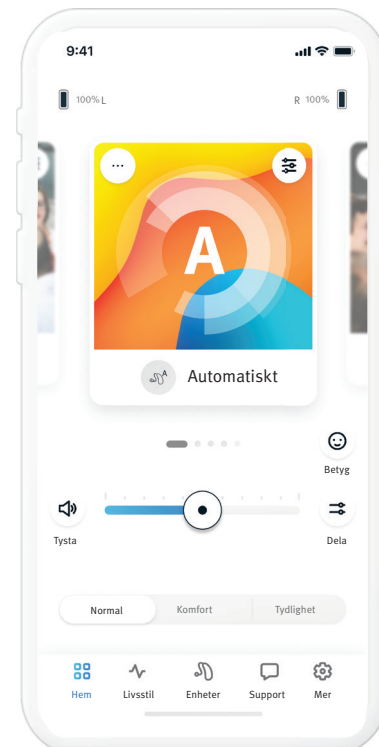 9:41
100% L
R 100%
A
A
Automatiskt
Betyg
Tysta
Dela
Normal
Komfort
Tydlighet
Hem
Livsstil
Enheter
Support
Mer